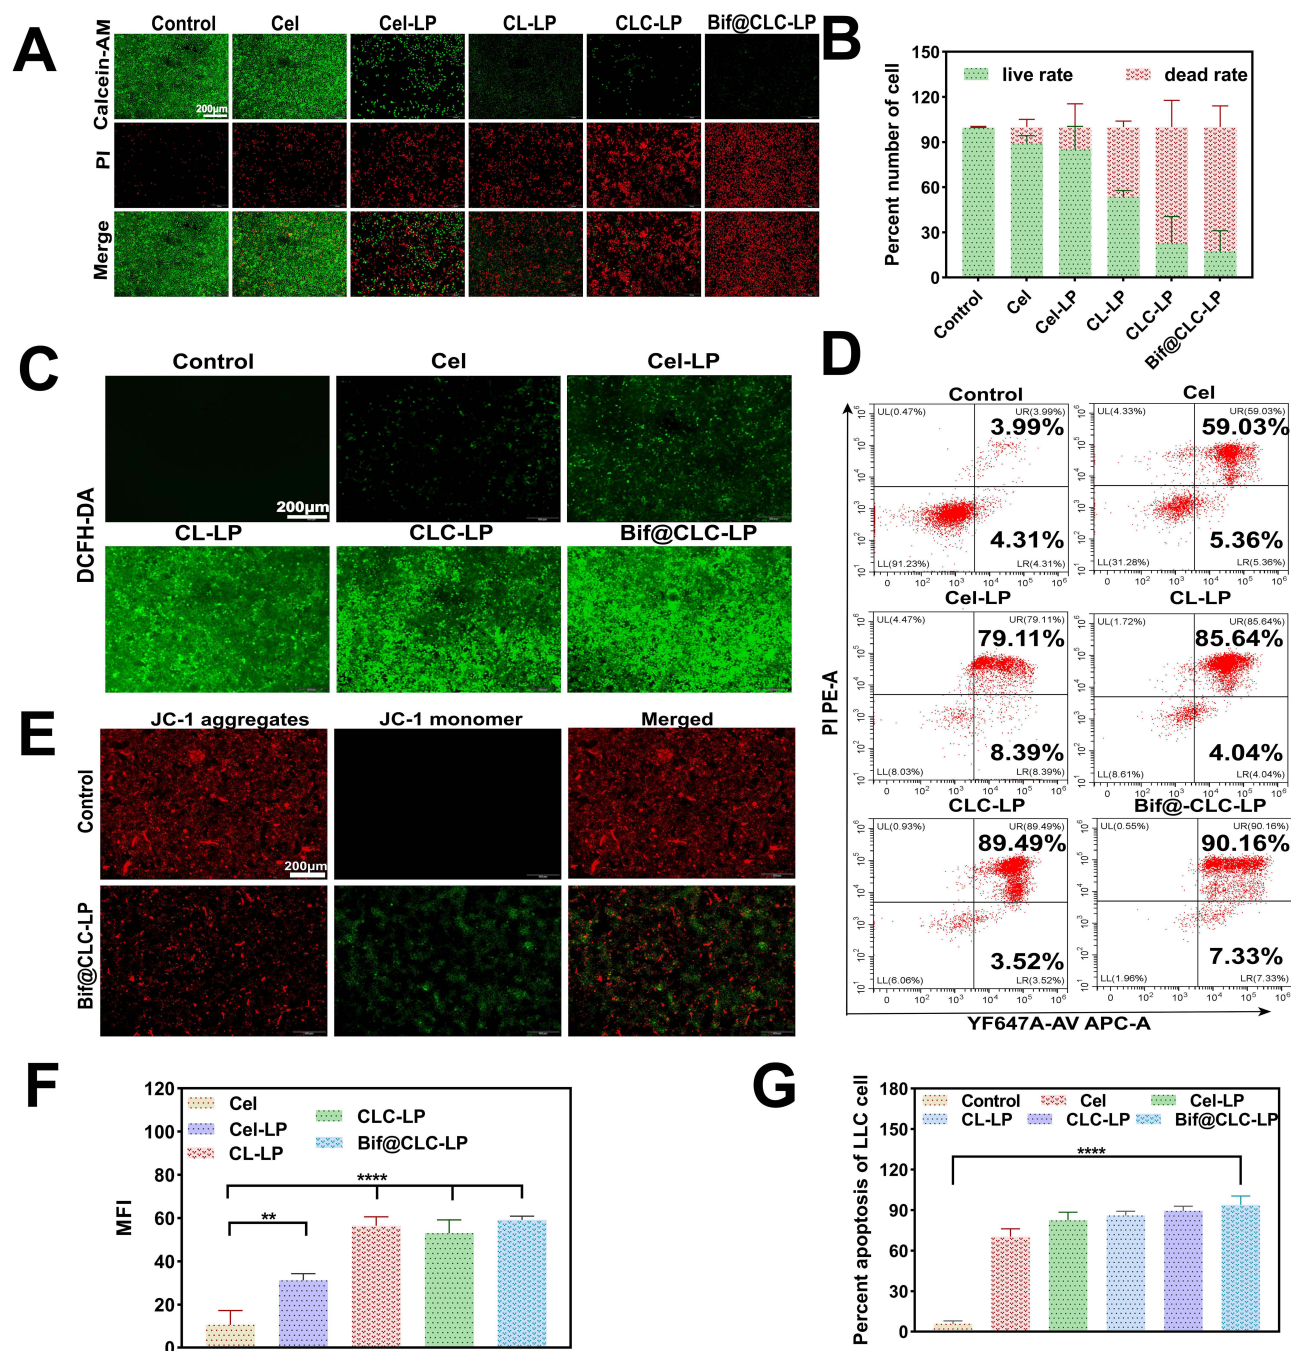 A
Control Cel Cel-LP CL-LP CLC-LP Bif@CLC-LP
Calcein-AM
200μm
PI
Merge
B
Percent number of cell
150
120
90
60
30
0
live rate dead rate
Control Cel Cel-LP CL-LP CLC-LP Bif@CLC-LP
C
Control Cel Cel-LP
DCFH-DA
200μm
CL-LP CLC-LP Bif@CLC-LP
D
Control Cel
UL(0.47%) UR(3.99%)
3.99%
4.31%
LL(91.23%) LR(4.31%)
UL(4.33%) UR(59.03%)
59.03%
5.36%
LL(31.28%) LR(5.36%)
Cel-LP CL-LP
UL(4.47%) UR(79.11%)
79.11%
8.39%
LL(8.03%) LR(8.39%)
UL(1.72%) UR(85.64%)
85.64%
4.04%
LL(8.61%) LR(4.04%)
CLC-LP Bif@-CLC-LP
UL(0.93%) UR(89.49%)
89.49%
3.52%
LL(6.06%) LR(3.52%)
UL(0.55%) UR(90.16%)
90.16%
7.33%
LL(1.96%) LR(7.33%)
PI PE-A
YF647A-AV APC-A
E
JC-1 aggregates JC-1 monomer Merged
Control
200μm
Bif@CLC-LP
F
MFI
120
100
80
60
40
20
0
Cel
Cel-LP
CL-LP
CLC-LP
Bif@CLC-LP
**
****
G
Percent apoptosis of LLC cell
180
150
120
90
60
30
0
Control Cel Cel-LP
CL-LP CLC-LP Bif@CLC-LP
****